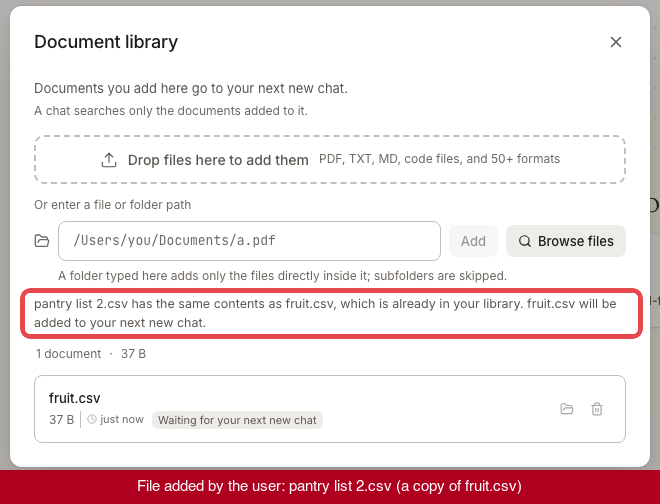 Document library
Documents you add here go to your next new chat.
A chat searches only the documents added to it.
Drop files here to add them PDF, TXT, MD, code files, and 50+ formats
Or enter a file or folder path
/Users/you/Documents/a.pdf Add Browse files
A folder typed here adds only the files directly inside it; subfolders are skipped.
pantry list 2.csv has the same contents as fruit.csv, which is already in your library. fruit.csv will be
added to your next new chat.
1 document · 37 B
fruit.csv
37 B just now Waiting for your next new chat
File added by the user: pantry list 2.csv (a copy of fruit.csv)